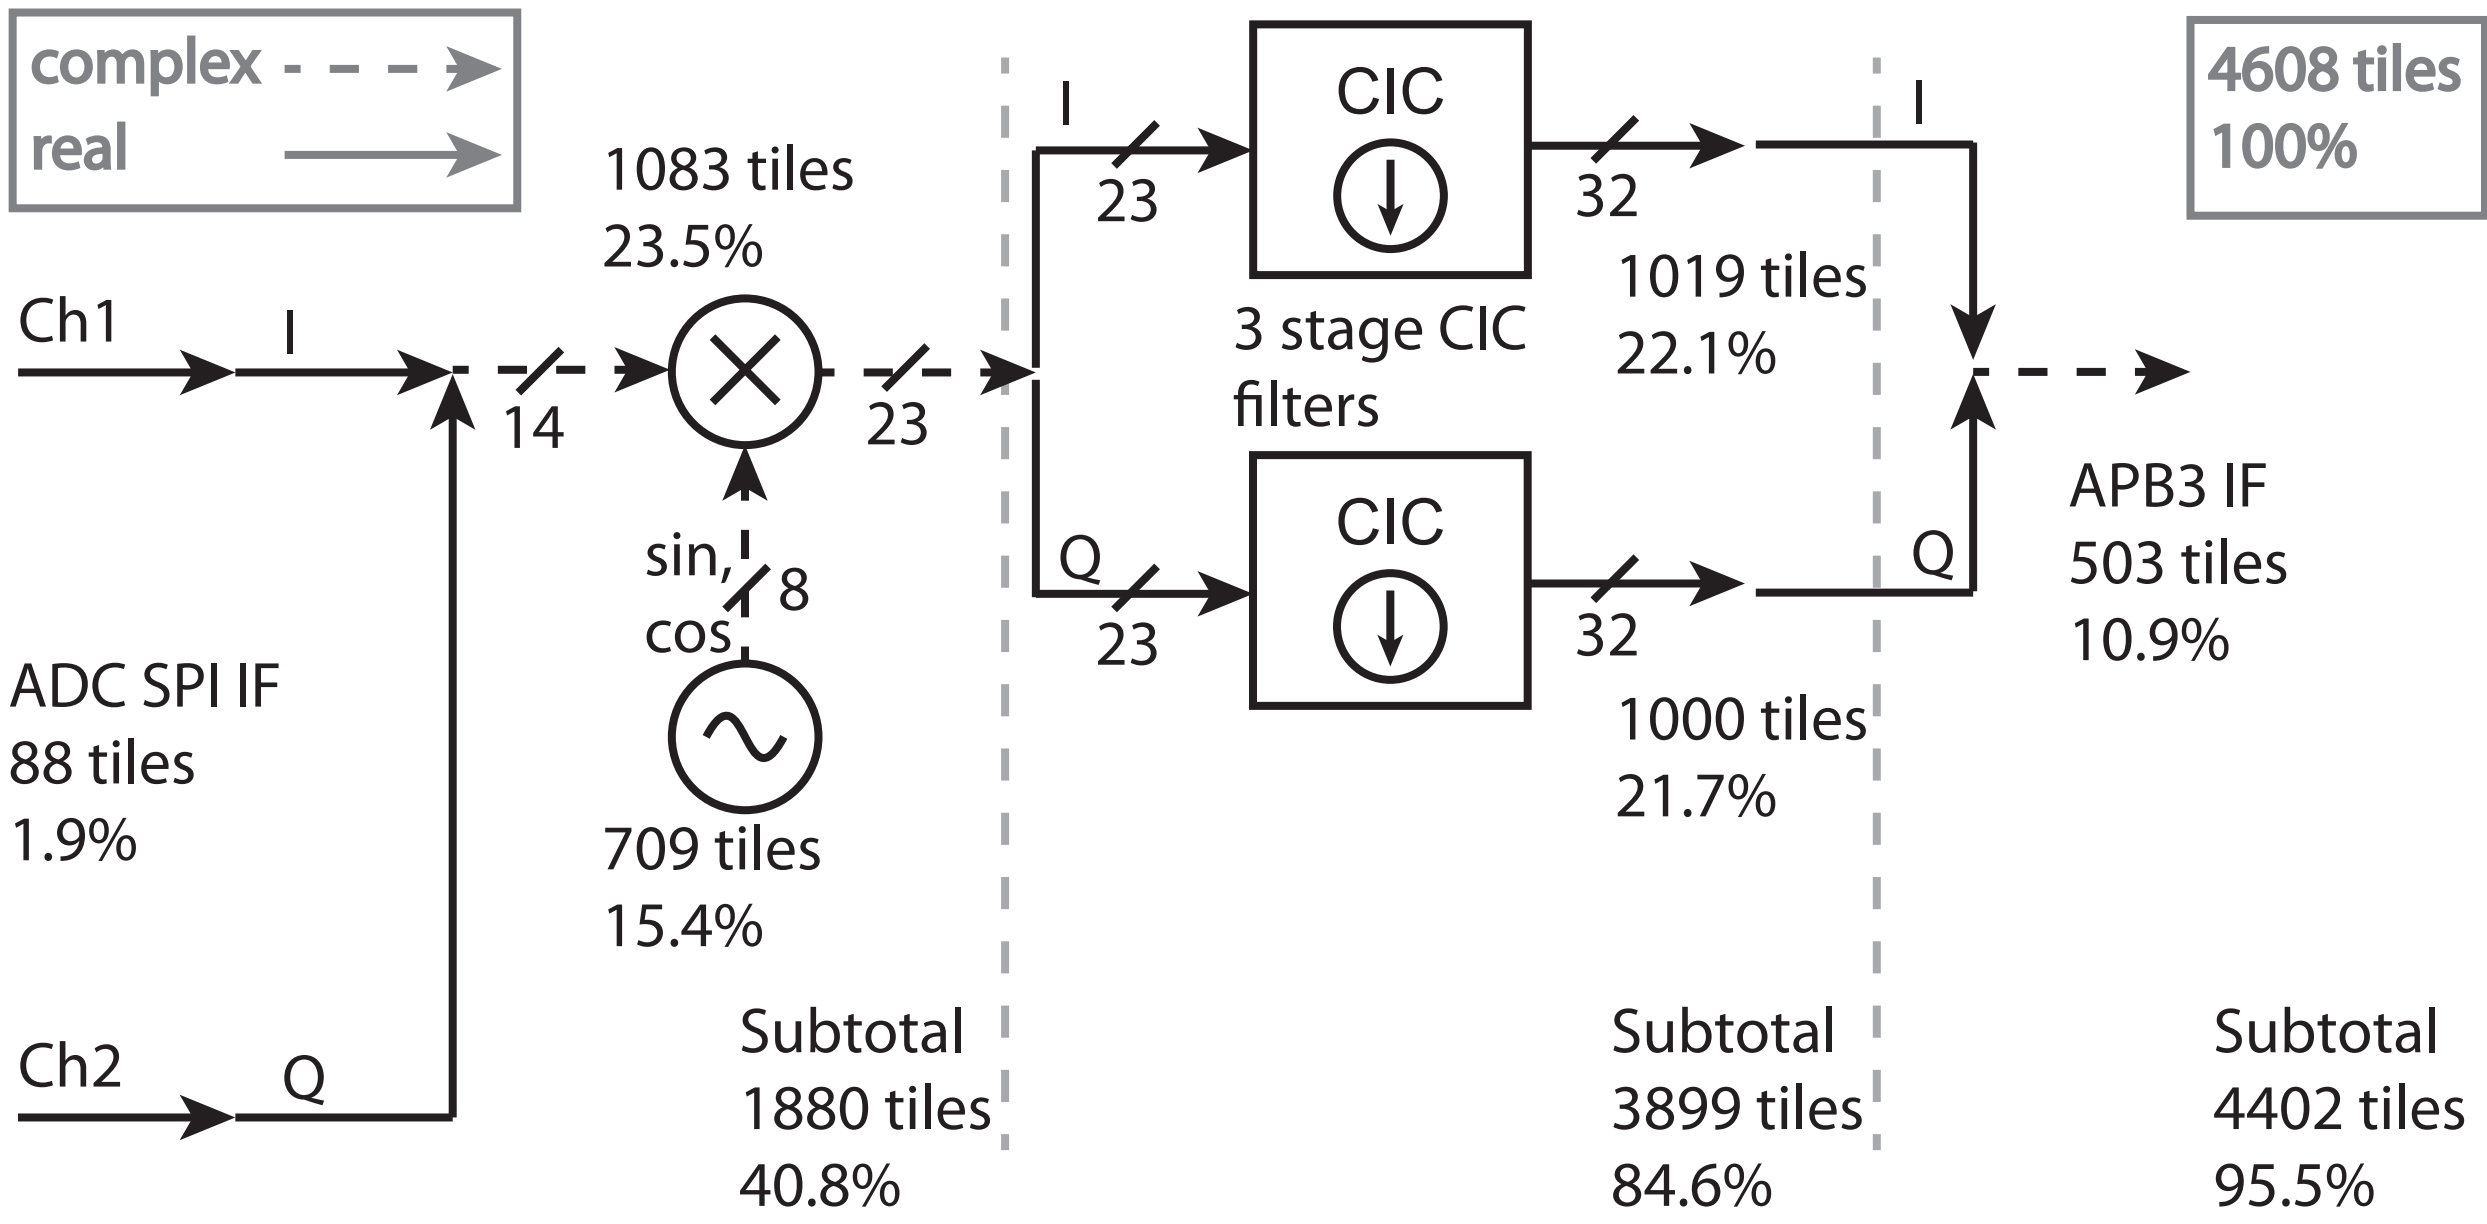 complex
real
4608 tiles
100%
1083 tiles
23.5%
Ch1
I
14
23
sin,
cos
8
709 tiles
15.4%
ADC SPI IF
88 tiles
1.9%
Ch2
Q
Subtotal
1880 tiles
40.8%
I
23
CIC
32
1019 tiles
22.1%
3 stage CIC
filters
Q
23
CIC
32
1000 tiles
21.7%
Subtotal
3899 tiles
84.6%
I
Q
APB3 IF
503 tiles
10.9%
Subtotal
4402 tiles
95.5%